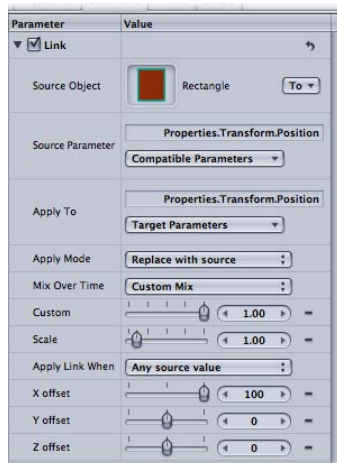 Parameter Value
Link
Source Object Rectangle To
Properties.Transform.Position
Source Parameter
Compatible Parameters
Properties.Transform.Position
Apply To
Target Parameters
Apply Mode Replace with source
Mix Over Time Custom Mix
Custom 1.00
Scale 1.00
Apply Link When Any source value
X offset 100
Y offset 0
Z offset 0